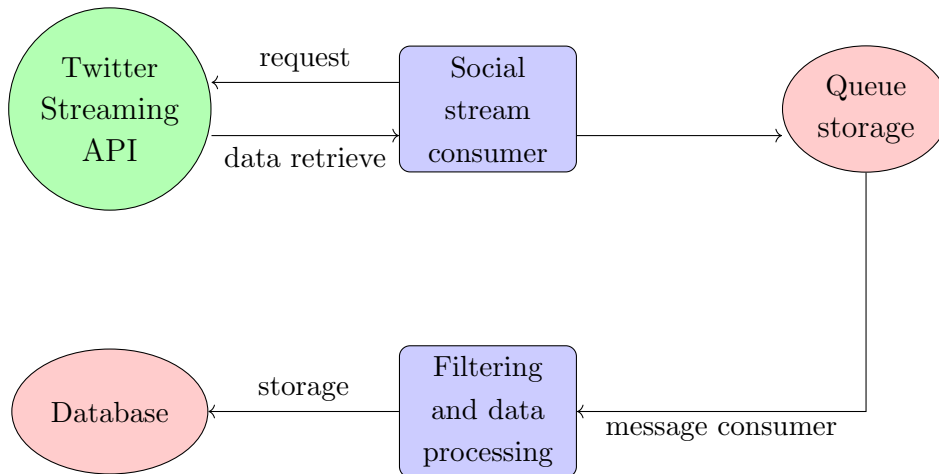 Twitter
Streaming
API
request
data retrieve
Social
stream
consumer
Queue
storage
Database
storage
Filtering
and data
processing
message consumer